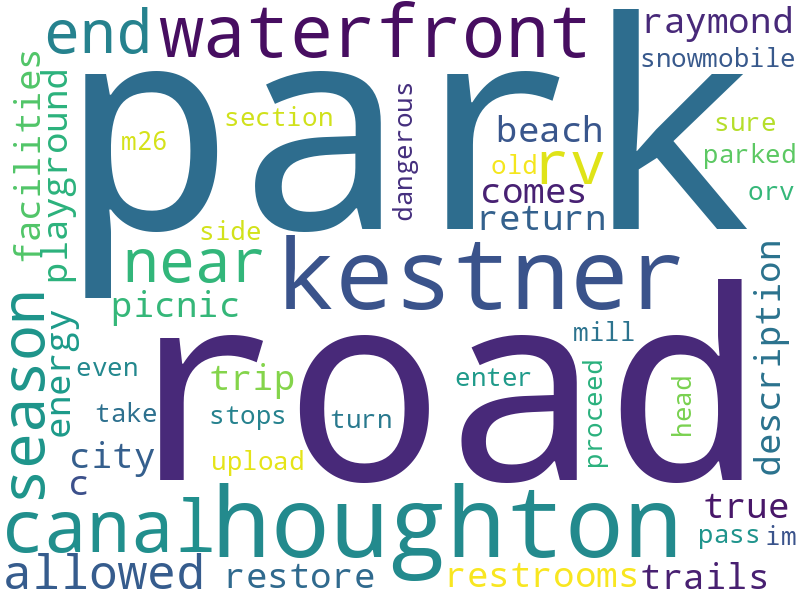 waterfront
end
raymond
snowmobile
park
facilities
playground
m26
section
dangerous
beach
old
rv
sure
parked
orv
comes
return
side
near
kestner
picnic
season
energy
road
description
mill
even
trip
enter
proceed
head
take
stops
turn
city
upload
c
canal
houghton
true
pass
im
allowed
restore
restrooms
trails